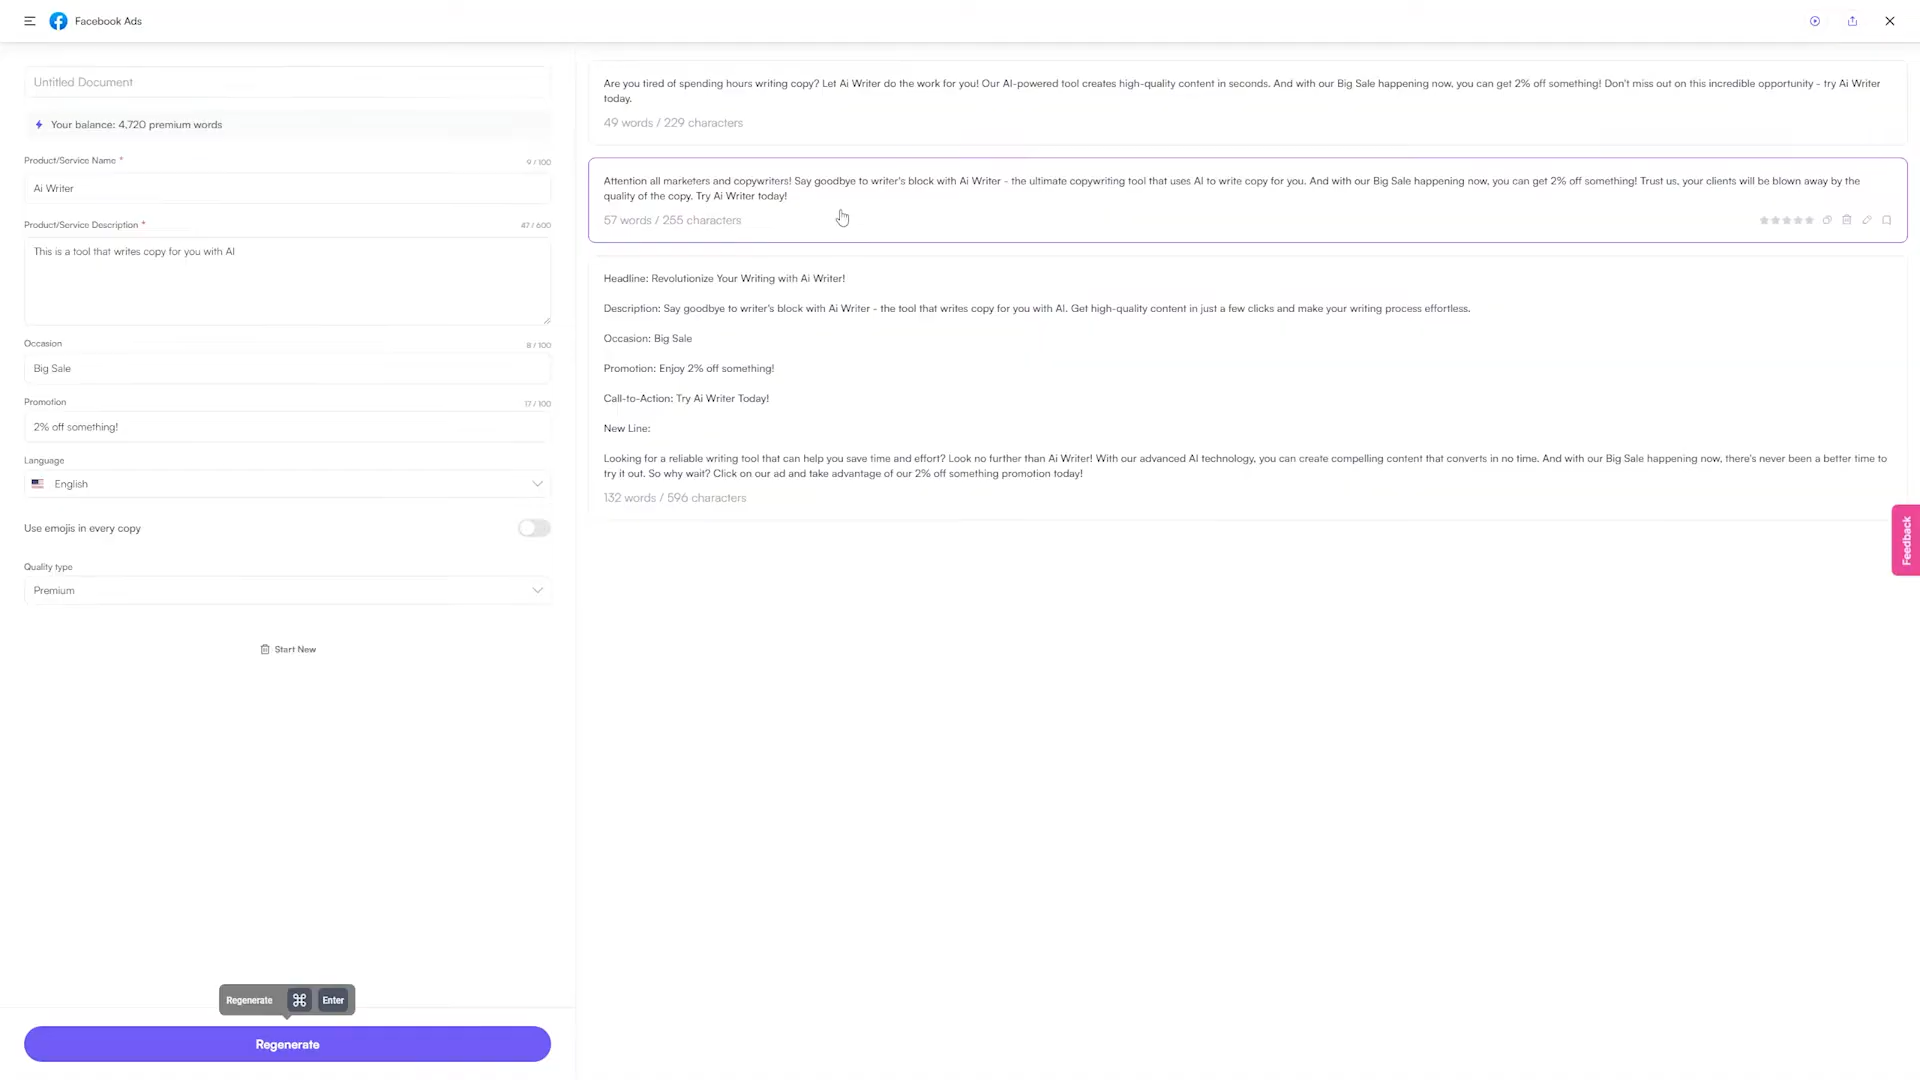 Facebook Ads
Untitled Document
Your balance: 4,720 premium words
Product/Service Name *
9 / 100
Ai Writer
Product/Service Description *
47 / 600
This is a tool that writes copy for you with AI
Occasion
8 / 100
Big Sale
Promotion
17 / 100
2% off something!
Language
English
Use emojis in every copy
Quality type
Premium
Start New
Regenerate ⌘ Enter
Regenerate
Are you tired of spending hours writing copy? Let Ai Writer do the work for you! Our AI-powered tool creates high-quality content in seconds. And with our Big Sale happening now, you can get 2% off something! Don't miss out on this incredible opportunity - try Ai Writer
today.
49 words / 229 characters
Attention all marketers and copywriters! Say goodbye to writer's block with Ai Writer - the ultimate copywriting tool that uses AI to write copy for you. And with our Big Sale happening now, you can get 2% off something! Trust us, your clients will be blown away by the
quality of the copy. Try Ai Writer today!
57 words / 255 characters
Headline: Revolutionize Your Writing with Ai Writer!
Description: Say goodbye to writer's block with Ai Writer - the tool that writes copy for you with AI. Get high-quality content in just a few clicks and make your writing process effortless.
Occasion: Big Sale
Promotion: Enjoy 2% off something!
Call-to-Action: Try Ai Writer Today!
New Line:
Looking for a reliable writing tool that can help you save time and effort? Look no further than Ai Writer! With our advanced AI technology, you can create compelling content that converts in no time. And with our Big Sale happening now, there's never been a better time to
try it out. So why wait? Click on our ad and take advantage of our 2% off something promotion today!
132 words / 596 characters
Feedback